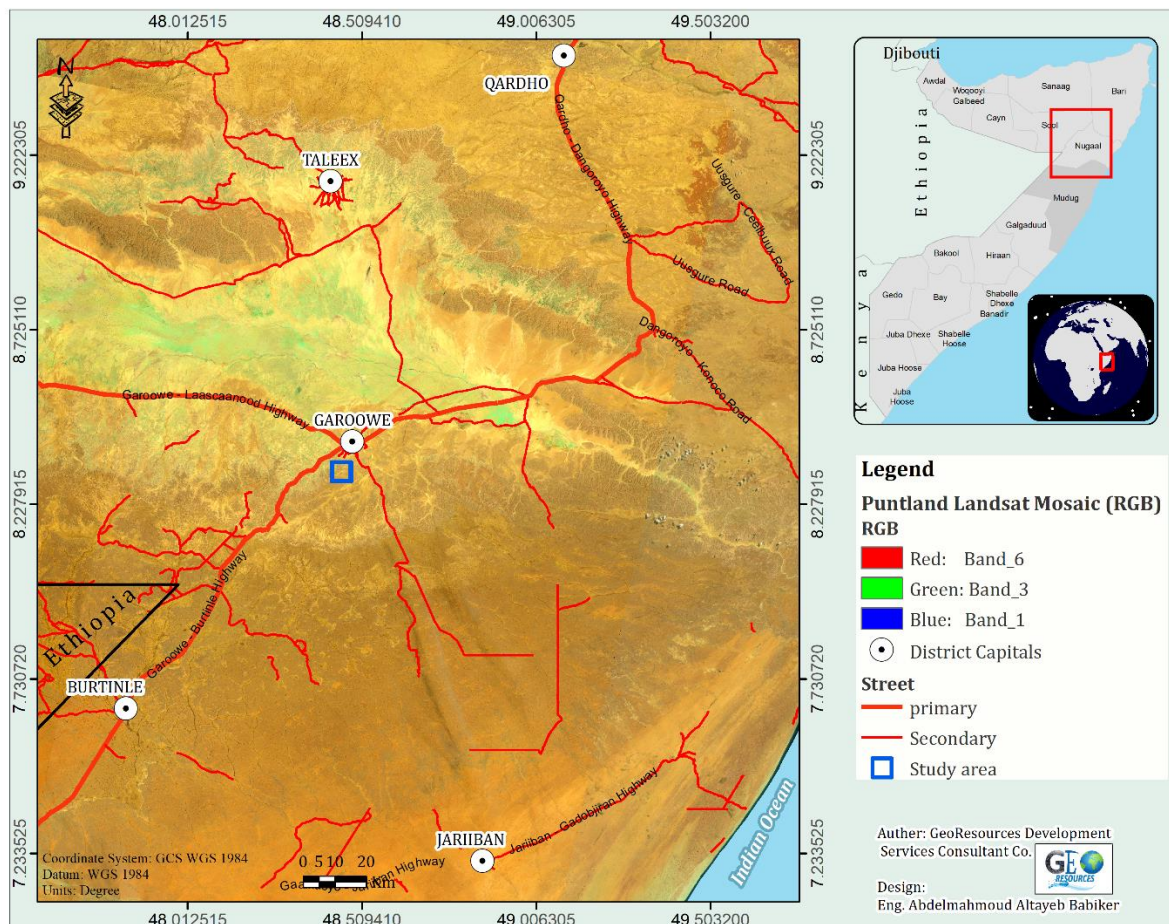 48.012515 48.509410 49.006305 49.503200
9.222305
8.725110
8.227915
7.730720
7.233525
N
QARDHO
TALEEX
Qardho - Dangoroyo Highway
Uusgure - Ceelbuux Road
Uusgure Road
Dangoroyo - Konoco Road
Garoowe - Laascaanood Highway
GAROOWE
Garoowe - Burtinle Highway
Ethiopia
BURTINLE
Jariiban - Gadobjiran Highway
JARIIBAN
Indian Ocean
Coordinate System: GCS WGS 1984
Datum: WGS 1984
Units: Degree
0 5 10 20
Km
9.222305
8.725110
8.227915
7.730720
7.233525
48.012515 48.509410 49.006305 49.503200
Djibouti
Awdal
Woqooyi
Galbeed
Sanaag
Bari
Cayn
Sool
Nugaal
Ethiopia
Mudug
Galgaduud
Bakool
Hiraan
Gedo
Bay
Shabelle
Dhexe
Banadir
Juba Dhexe
Shabelle
Hoose
Juba Hoose
Juba
Hoose
Kenya
Legend
Puntland Landsat Mosaic (RGB)
RGB
Red: Band_6
Green: Band_3
Blue: Band_1
District Capitals
Street
primary
Secondary
Study area
Auther: GeoResources Development
Services Consultant Co.
GEO
RESOURCES
Design:
Eng. Abdelmahmoud Altayeb Babiker